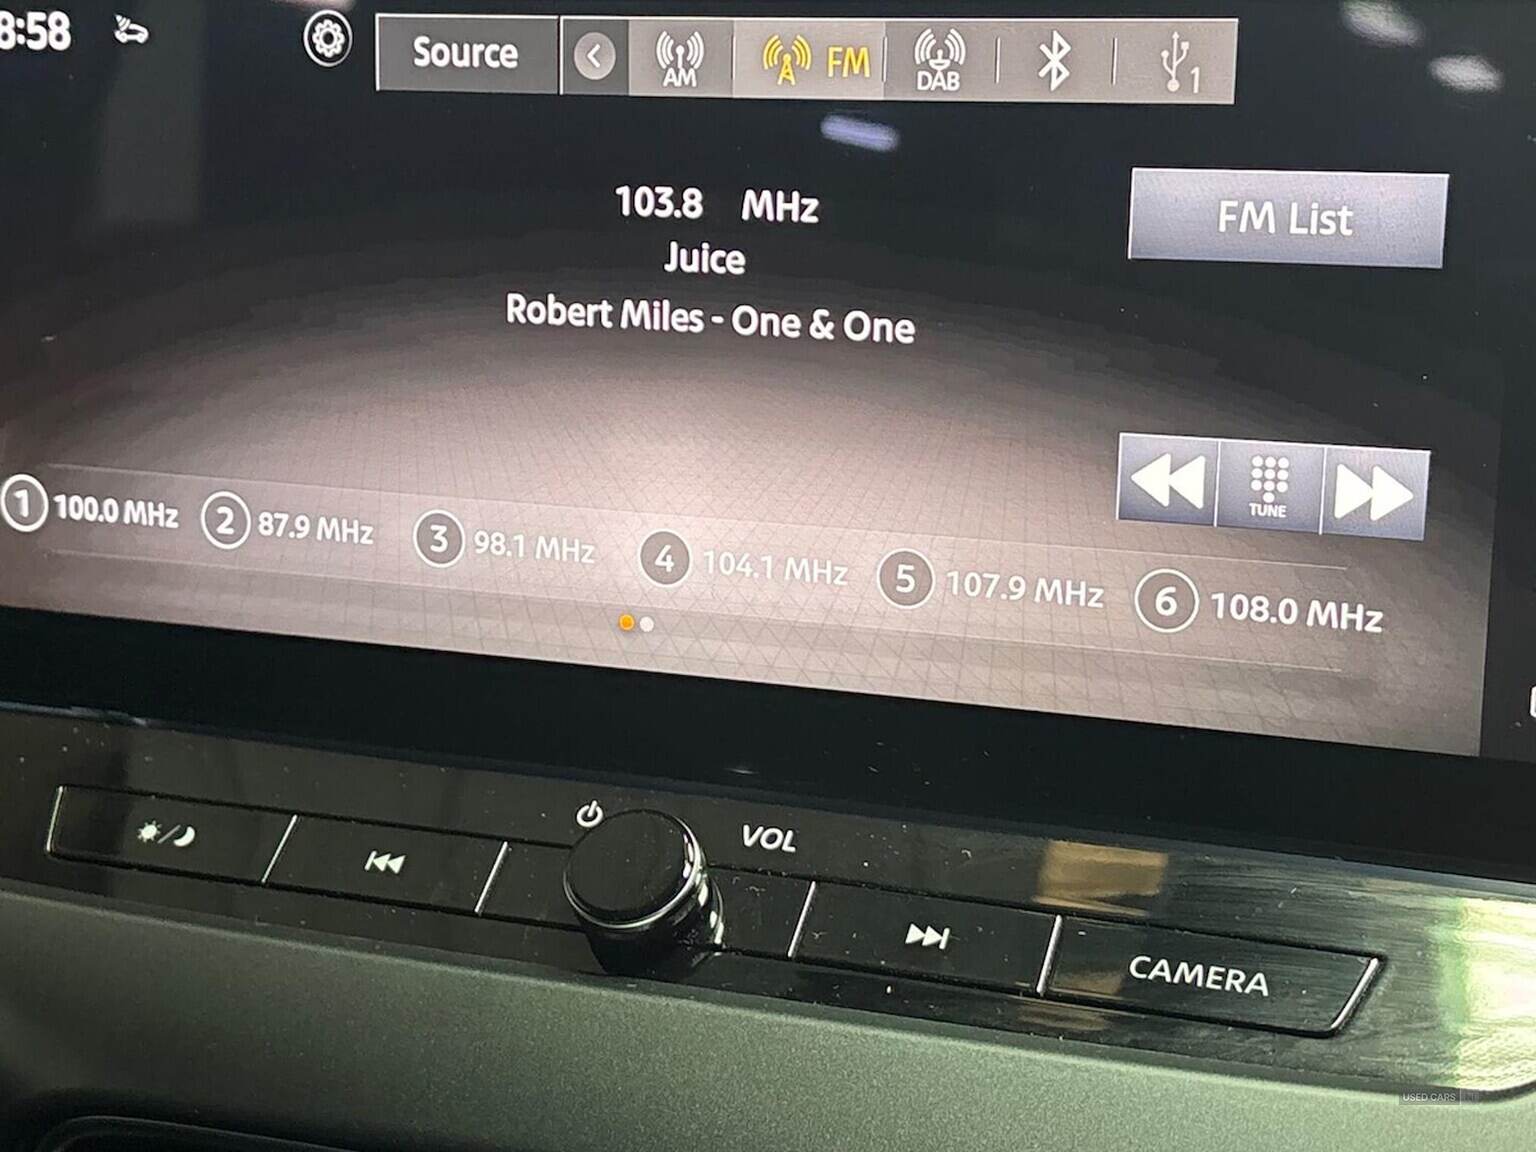 8:58
Source AM FM DAB 1
103.8 MHz
FM List
Juice
Robert Miles - One & One
TUNE
1 100.0 MHz 2 87.9 MHz 3 98.1 MHz 4 104.1 MHz 5 107.9 MHz 6 108.0 MHz
VOL
CAMERA
USED CARS